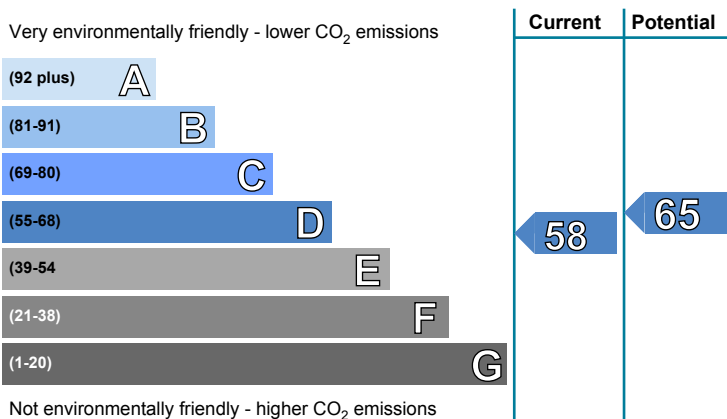 Very environmentally friendly - lower CO2 emissions
Current
Potential
(92 plus) A
(81-91) B
(69-80) C
(55-68) D
(39-54 E
(21-38) F
(1-20) G
58
65
Not environmentally friendly - higher CO2 emissions